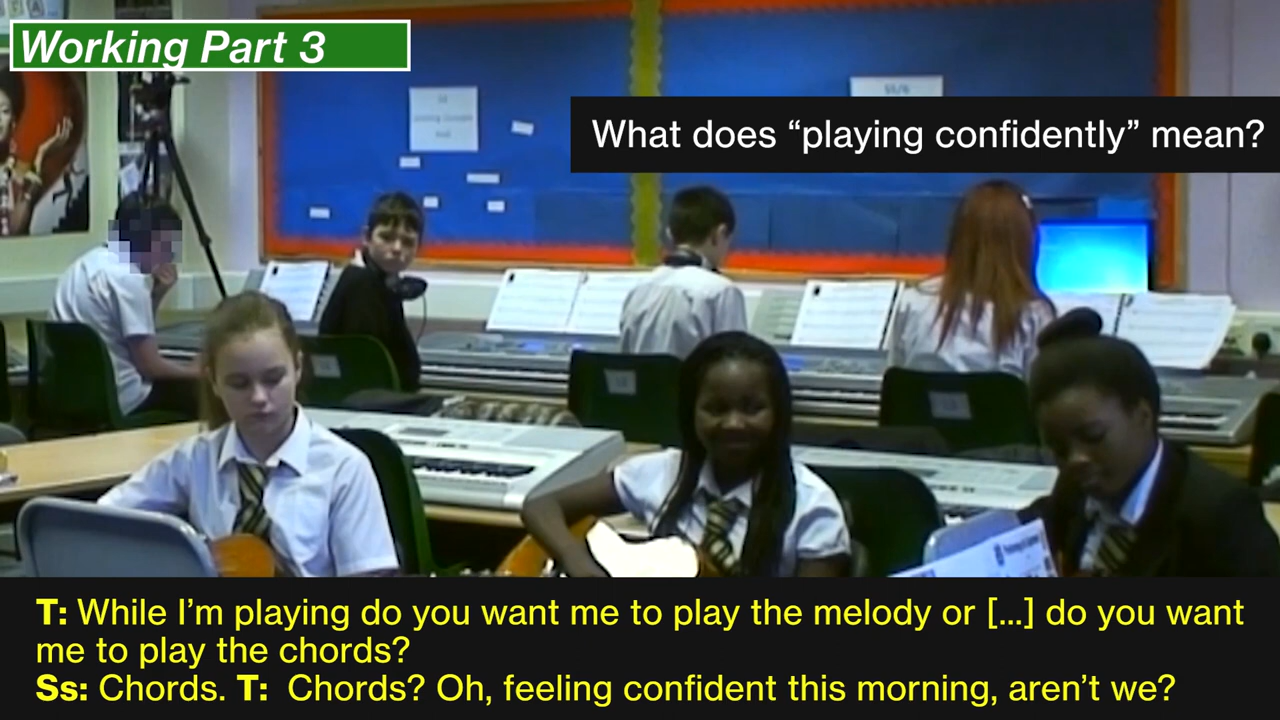 Working Part 3
What does “playing confidently” mean?
T: While I’m playing do you want me to play the melody or [...] do you want
me to play the chords?
Ss: Chords. T:  Chords? Oh, feeling confident this morning, aren’t we?